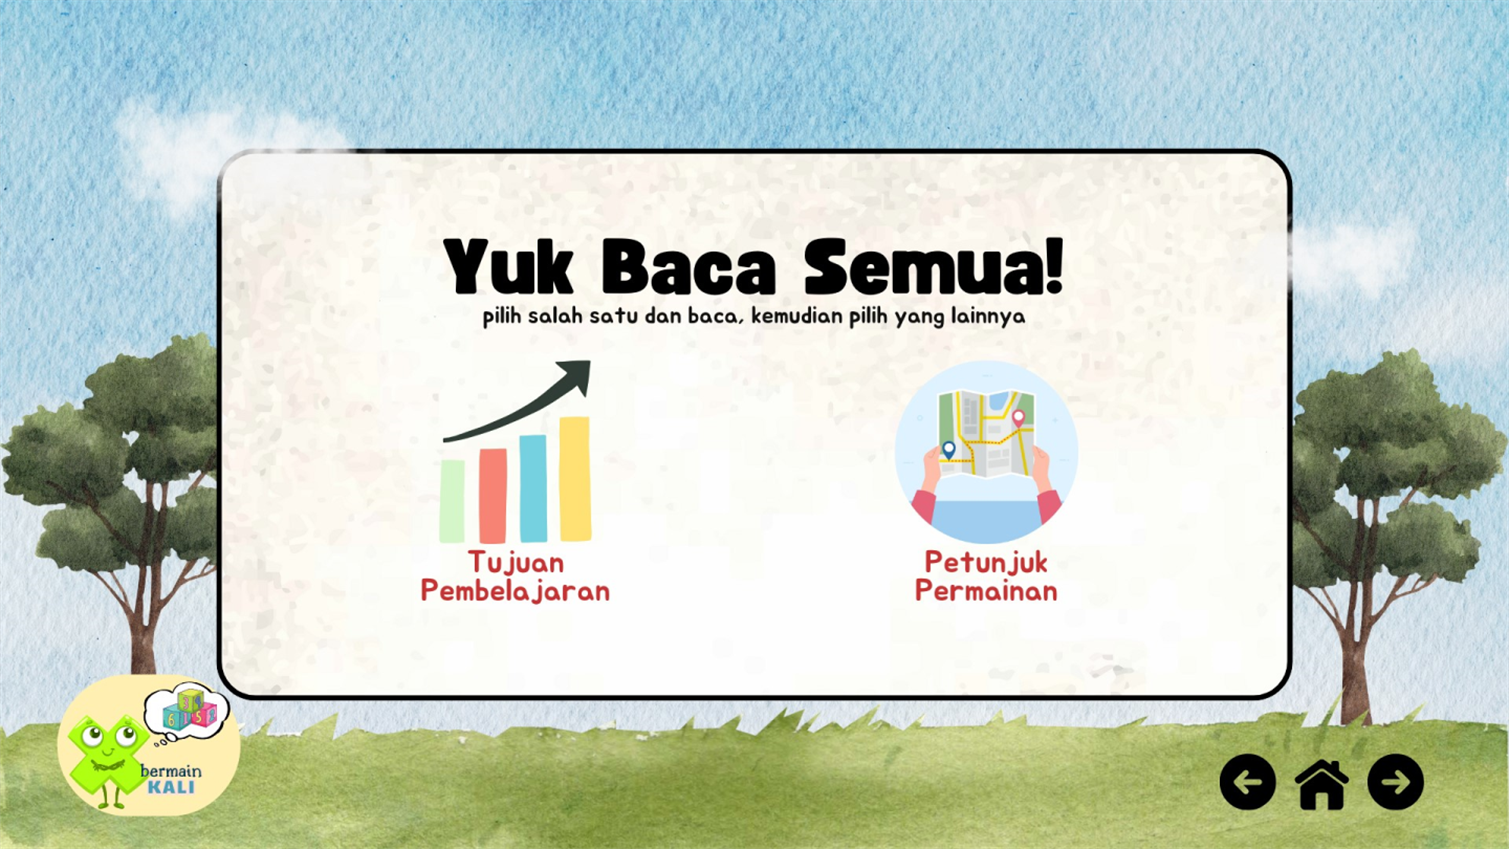 Yuk Baca Semua!
pilih salah satu dan baca, kemudian pilih yang lainnya
Tujuan
Pembelajaran
Petunjuk
Permainan
bermain
KALI